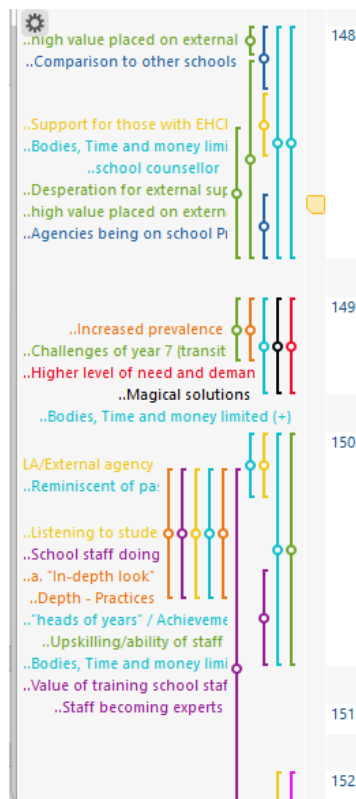 ..high value placed on external
148
..Comparison to other schools
..Support for those with EHCI
..Bodies, Time and money limi
..school counsellor
..Desperation for external sup
..high value placed on extern
..Agencies being on school Pr
149
..Increased prevalence
..Challenges of year 7 (transit
..Higher level of need and deman
..Magical solutions
..Bodies, Time and money limited (+)
150
LA/External agency
..Reminiscent of pas
..Listening to stude
..School staff doing
..a. "In-depth look"
..Depth - Practices
.."heads of years" / Achieveme
..Upskilling/ability of staff
..Bodies, Time and money limi
..Value of training school staf
..Staff becoming experts
151
152